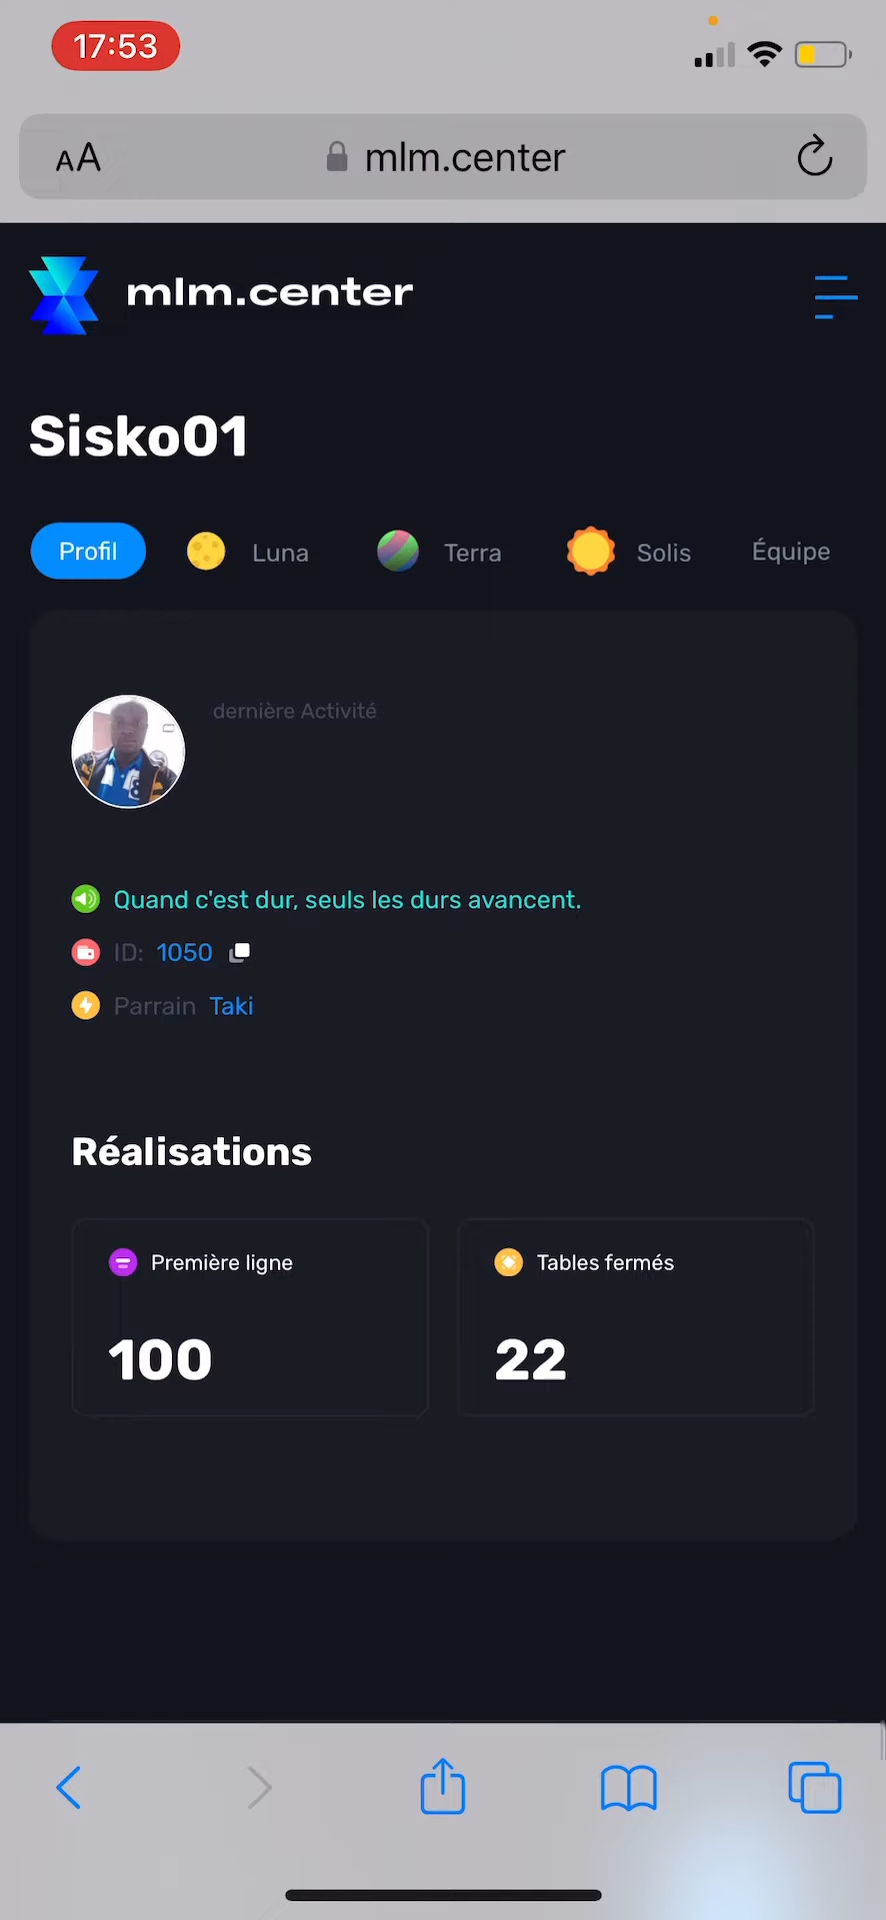 17:53
AA mlm.center
mlm.center
Sisko01
Profil Luna Terra Solis Équipe
dernière Activité
Quand c'est dur, seuls les durs avancent.
ID: 1050
Parrain Taki
Réalisations
Première ligne Tables fermés
100 22